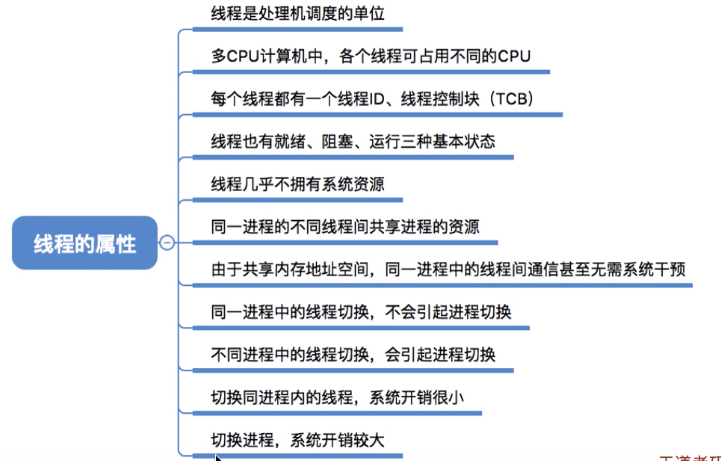 线程是处理机调度的单位
多CPU计算机中，各个线程可占用不同的CPU
每个线程都有一个线程ID、线程控制块（TCB）
线程也有就绪、阻塞、运行三种基本状态
线程几乎不拥有系统资源
线程的属性
同一进程的不同线程间共享进程的资源
由于共享内存地址空间，同一进程中的线程间通信甚至无需系统干预
同一进程中的线程切换，不会引起进程切换
不同进程中的线程切换，会引起进程切换
切换同进程内的线程，系统开销很小
切换进程，系统开销较大